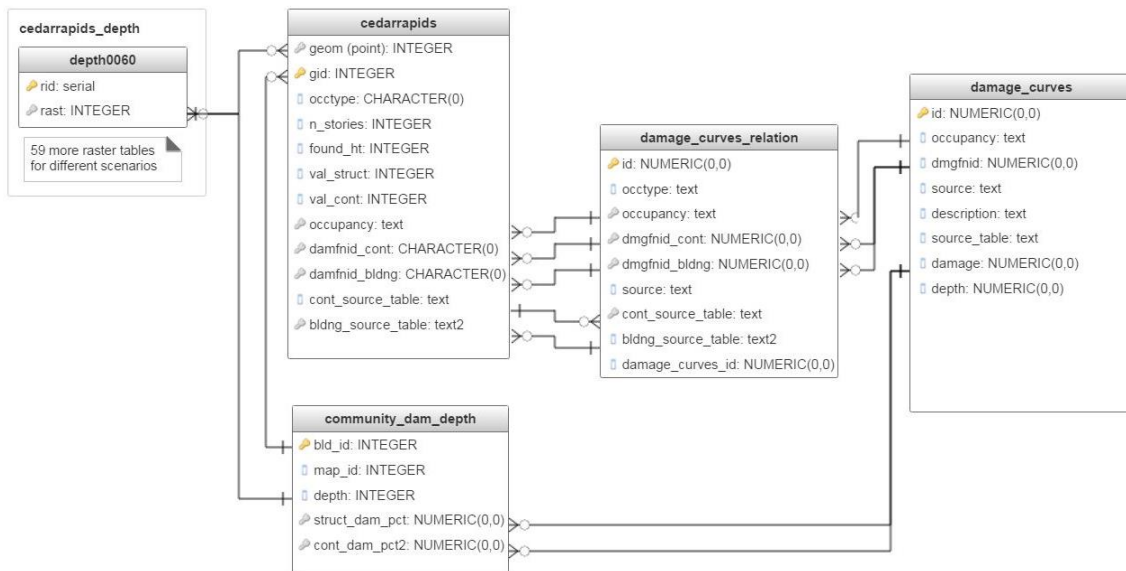 cedarrapids_depth
depth0060
rid: serial
rast: INTEGER
59 more raster tables
for different scenarios
cedarrapids
geom (point): INTEGER
gid: INTEGER
occtype: CHARACTER(0)
n_stories: INTEGER
found_ht: INTEGER
val_struct: INTEGER
val_cont: INTEGER
occupancy: text
damfnid_cont: CHARACTER(0)
damfnid_bldng: CHARACTER(0)
cont_source_table: text
bldng_source_table: text2
damage_curves_relation
id: NUMERIC(0,0)
occtype: text
occupancy: text
dmgfnid_cont: NUMERIC(0,0)
dmgfnid_bldng: NUMERIC(0,0)
source: text
cont_source_table: text
bldng_source_table: text2
damage_curves_id: NUMERIC(0,0)
damage_curves
id: NUMERIC(0,0)
occupancy: text
dmgfnid: NUMERIC(0,0)
source: text
description: text
source_table: text
damage: NUMERIC(0,0)
depth: NUMERIC(0,0)
community_dam_depth
bld_id: INTEGER
map_id: INTEGER
depth: INTEGER
struct_dam_pct: NUMERIC(0,0)
cont_dam_pct2: NUMERIC(0,0)